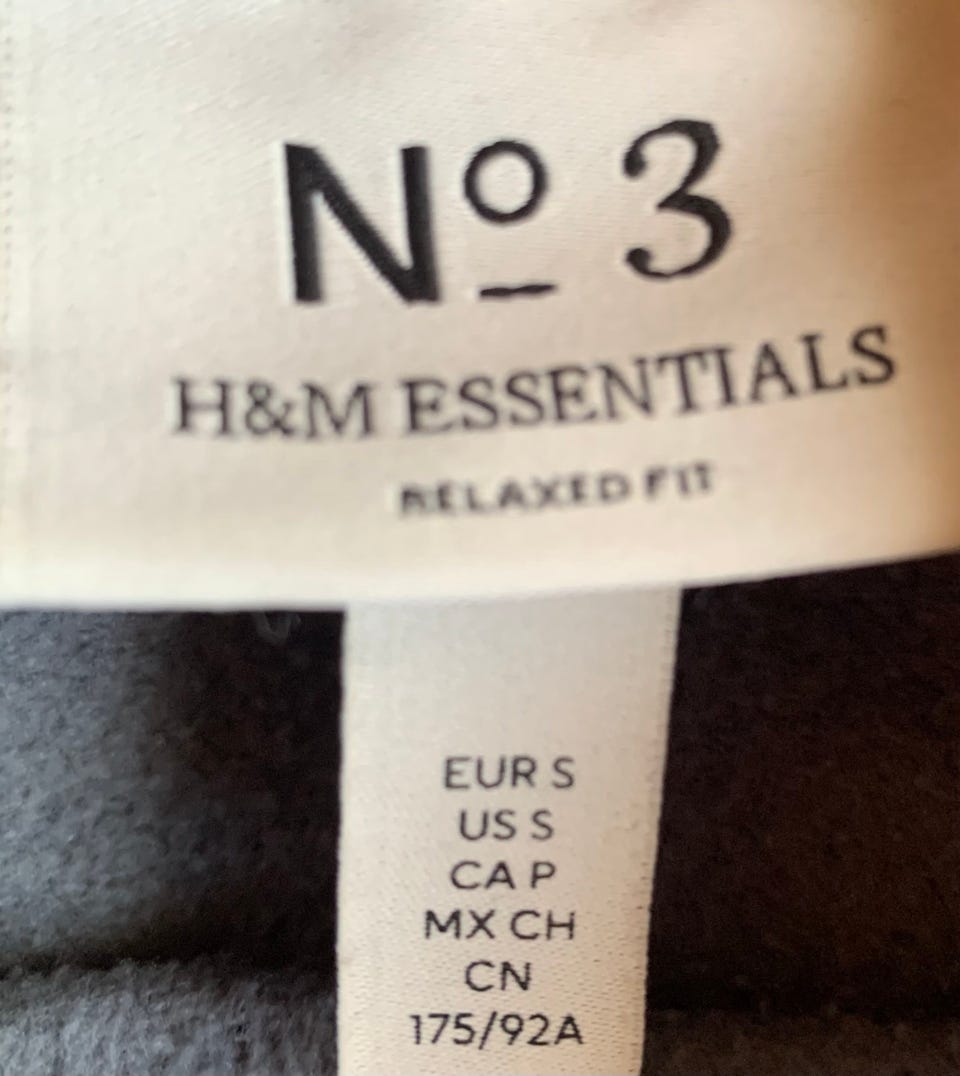 Nº 3
H&M ESSENTIALS
RELAXED FIT
EUR S
US S
CA P
MX CH
CN
175/92A